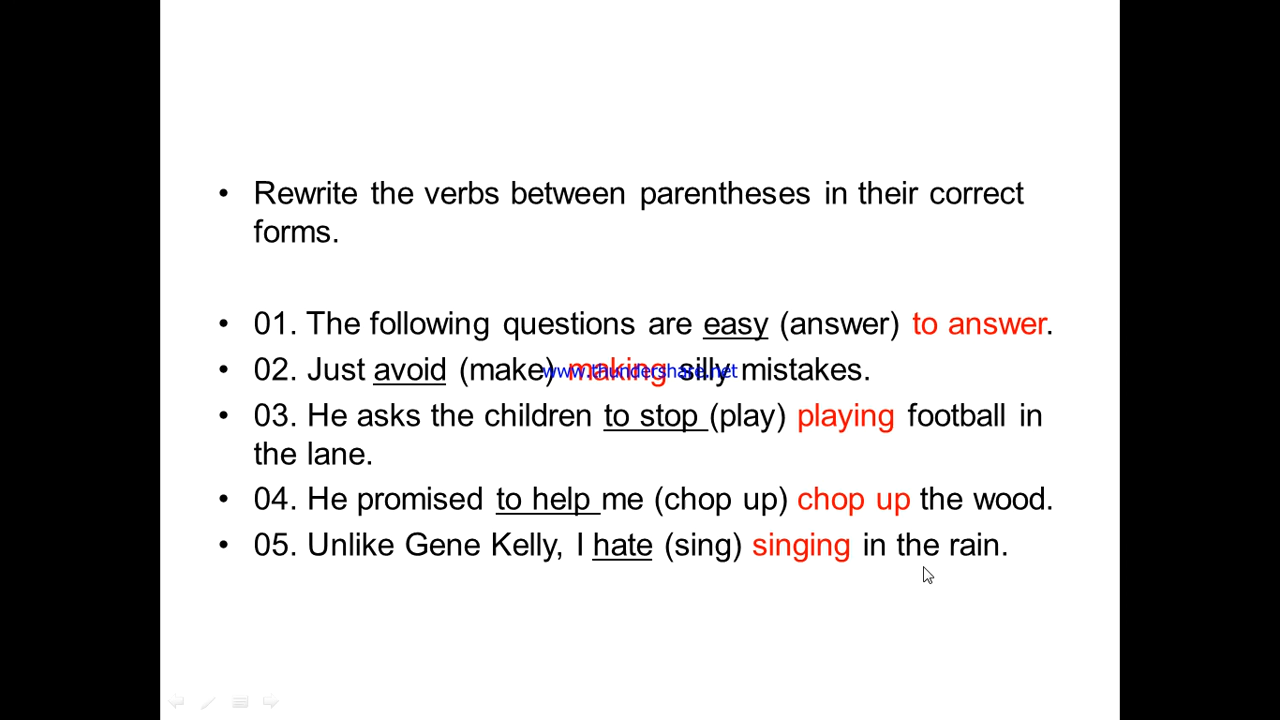 • Rewrite the verbs between parentheses in their correct
forms.
• 01. The following questions are easy (answer) to answer.
• 02. Just avoid (make) making silly mistakes.
www.thundershare.net
• 03. He asks the children to stop (play) playing football in
the lane.
• 04. He promised to help me (chop up) chop up the wood.
• 05. Unlike Gene Kelly, I hate (sing) singing in the rain.